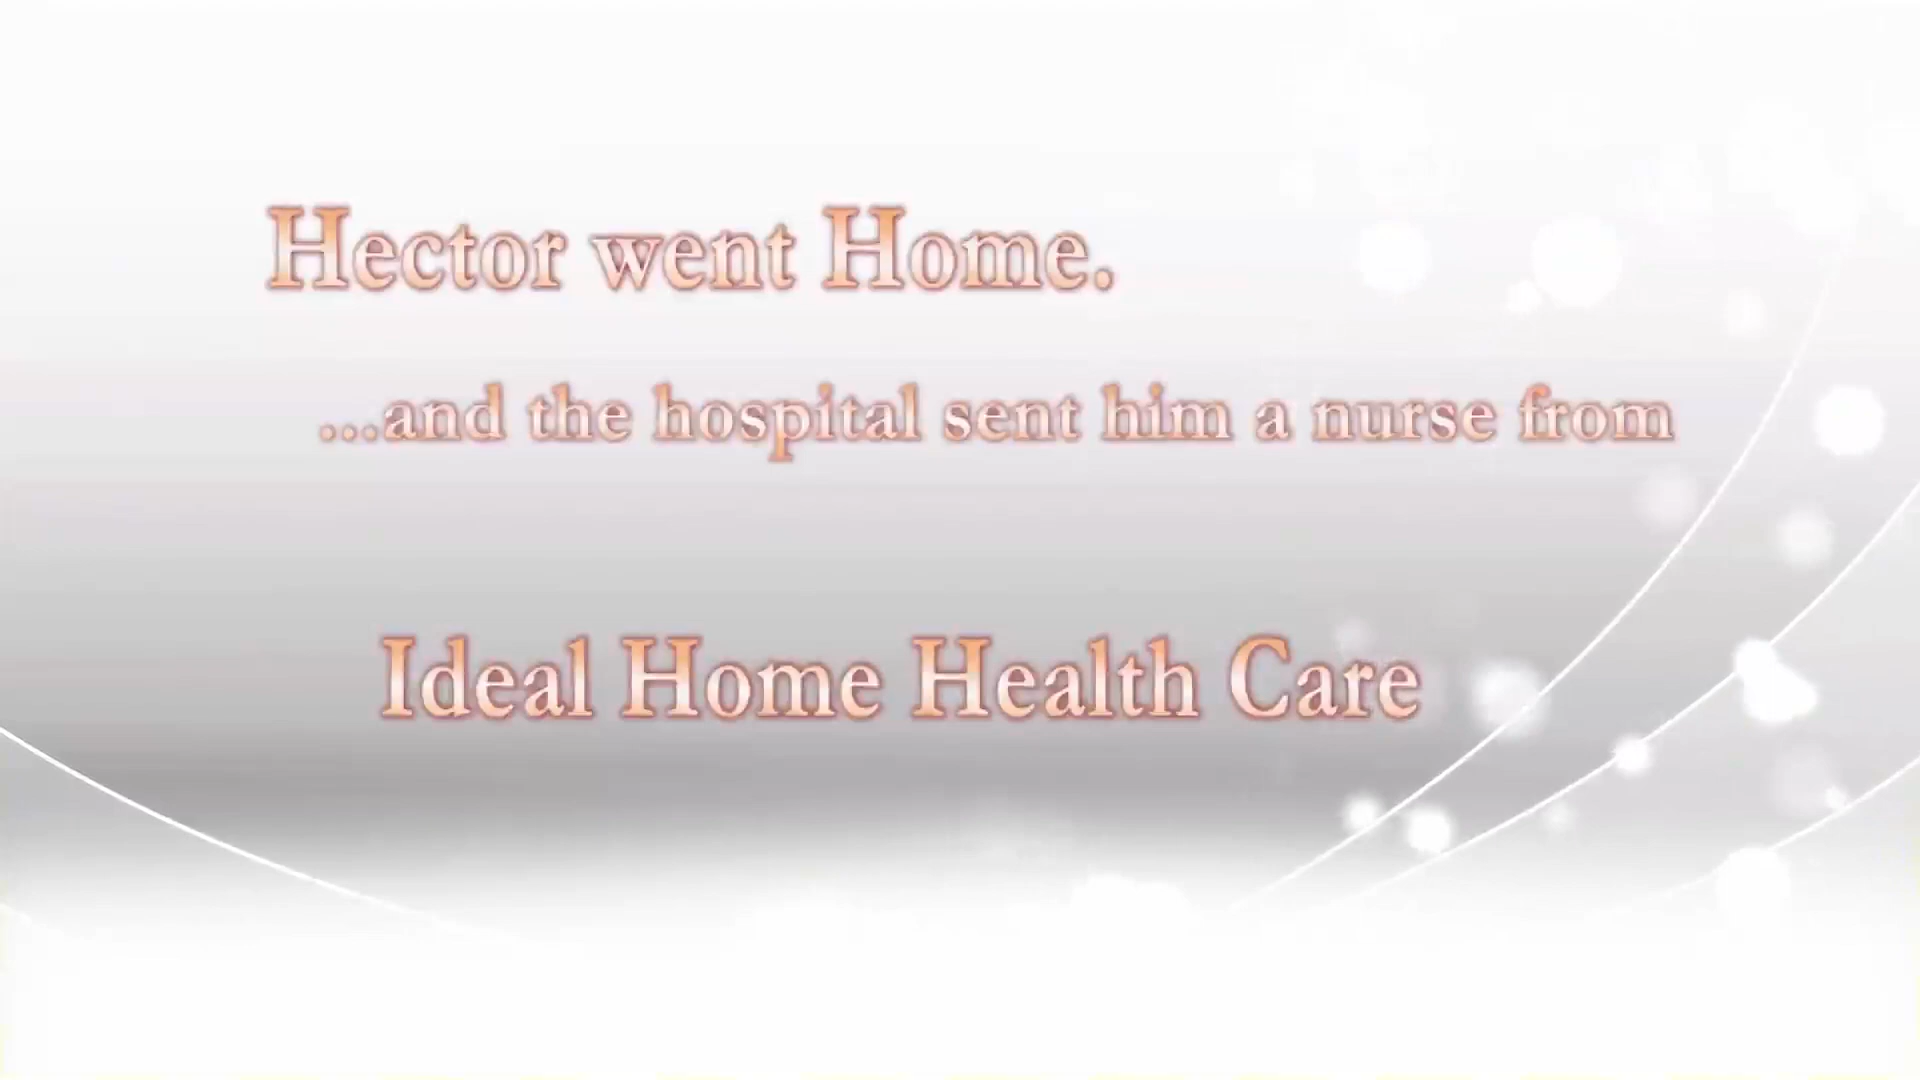 Hector went Home.
...and the hospital sent him a nurse from
Ideal Home Health Care